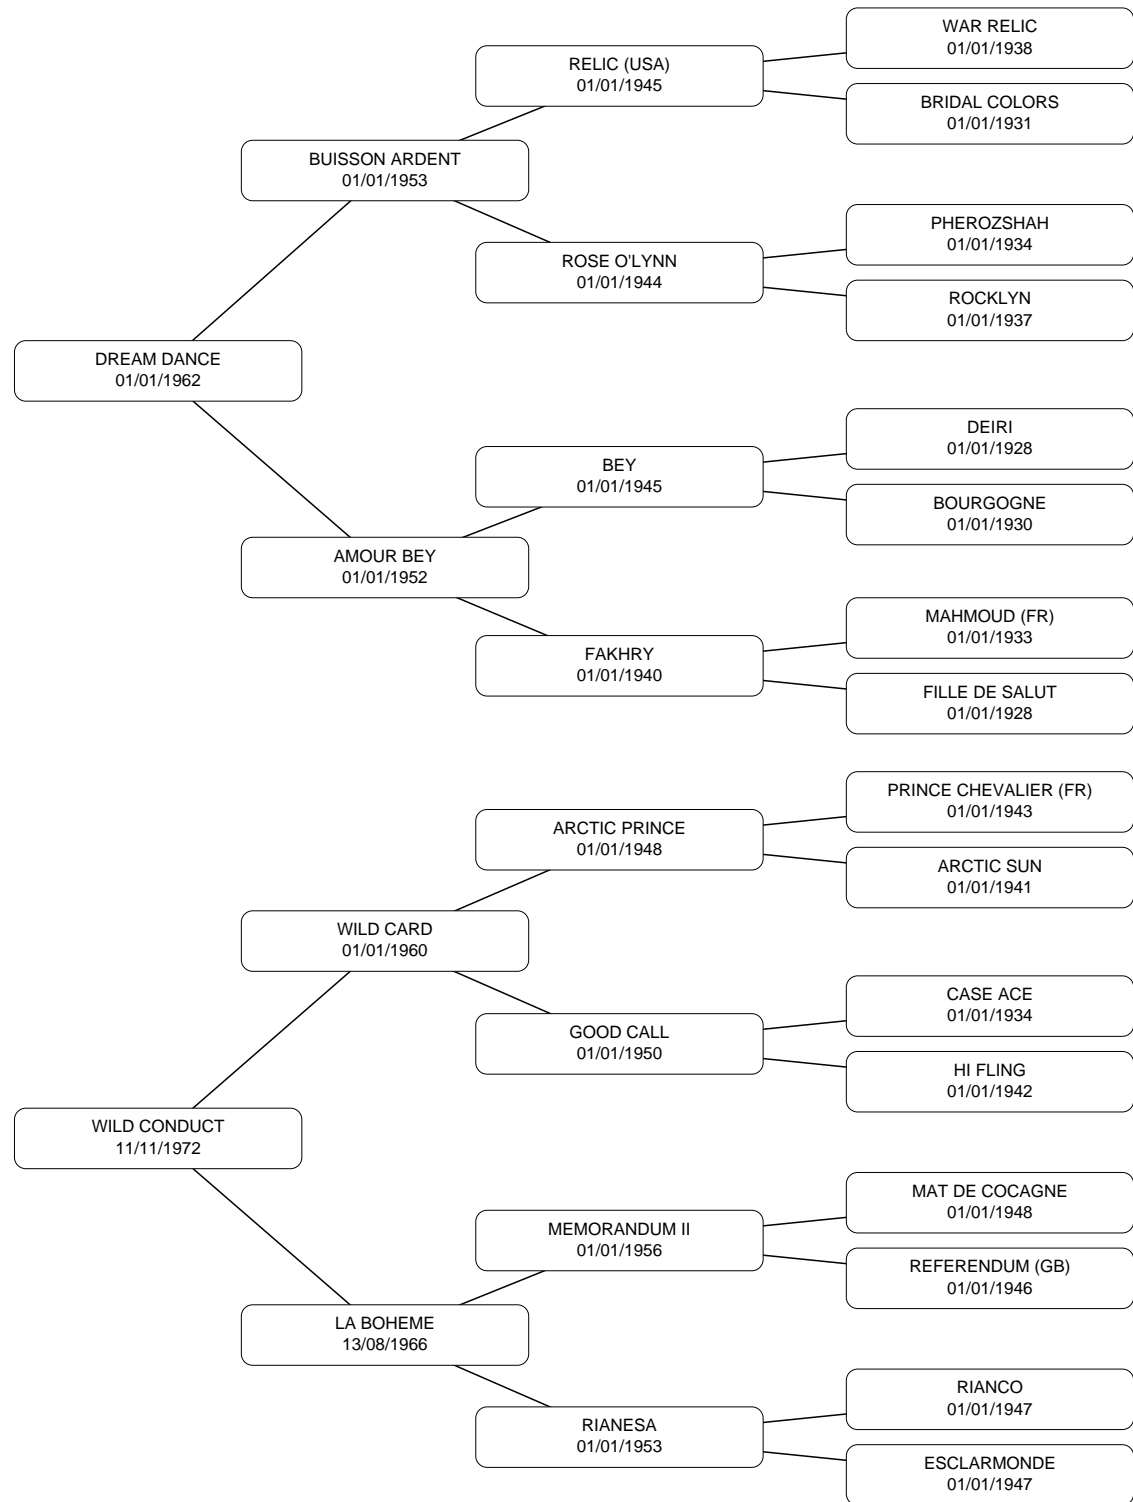 WAR RELIC
01/01/1938
RELIC (USA)
01/01/1945
BRIDAL COLORS
01/01/1931
BUISSON ARDENT
01/01/1953
PHEROZSHAH
01/01/1934
ROSE O'LYNN
01/01/1944
ROCKLYN
01/01/1937
DREAM DANCE
01/01/1962
DEIRI
01/01/1928
BEY
01/01/1945
BOURGOGNE
01/01/1930
AMOUR BEY
01/01/1952
MAHMOUD (FR)
01/01/1933
FAKHRY
01/01/1940
FILLE DE SALUT
01/01/1928
PRINCE CHEVALIER (FR)
01/01/1943
ARCTIC PRINCE
01/01/1948
ARCTIC SUN
01/01/1941
WILD CARD
01/01/1960
CASE ACE
01/01/1934
GOOD CALL
01/01/1950
HI FLING
01/01/1942
WILD CONDUCT
11/11/1972
MAT DE COCAGNE
01/01/1948
MEMORANDUM II
01/01/1956
REFERENDUM (GB)
01/01/1946
LA BOHEME
13/08/1966
RIANCO
01/01/1947
RIANESA
01/01/1953
ESCLARMONDE
01/01/1947